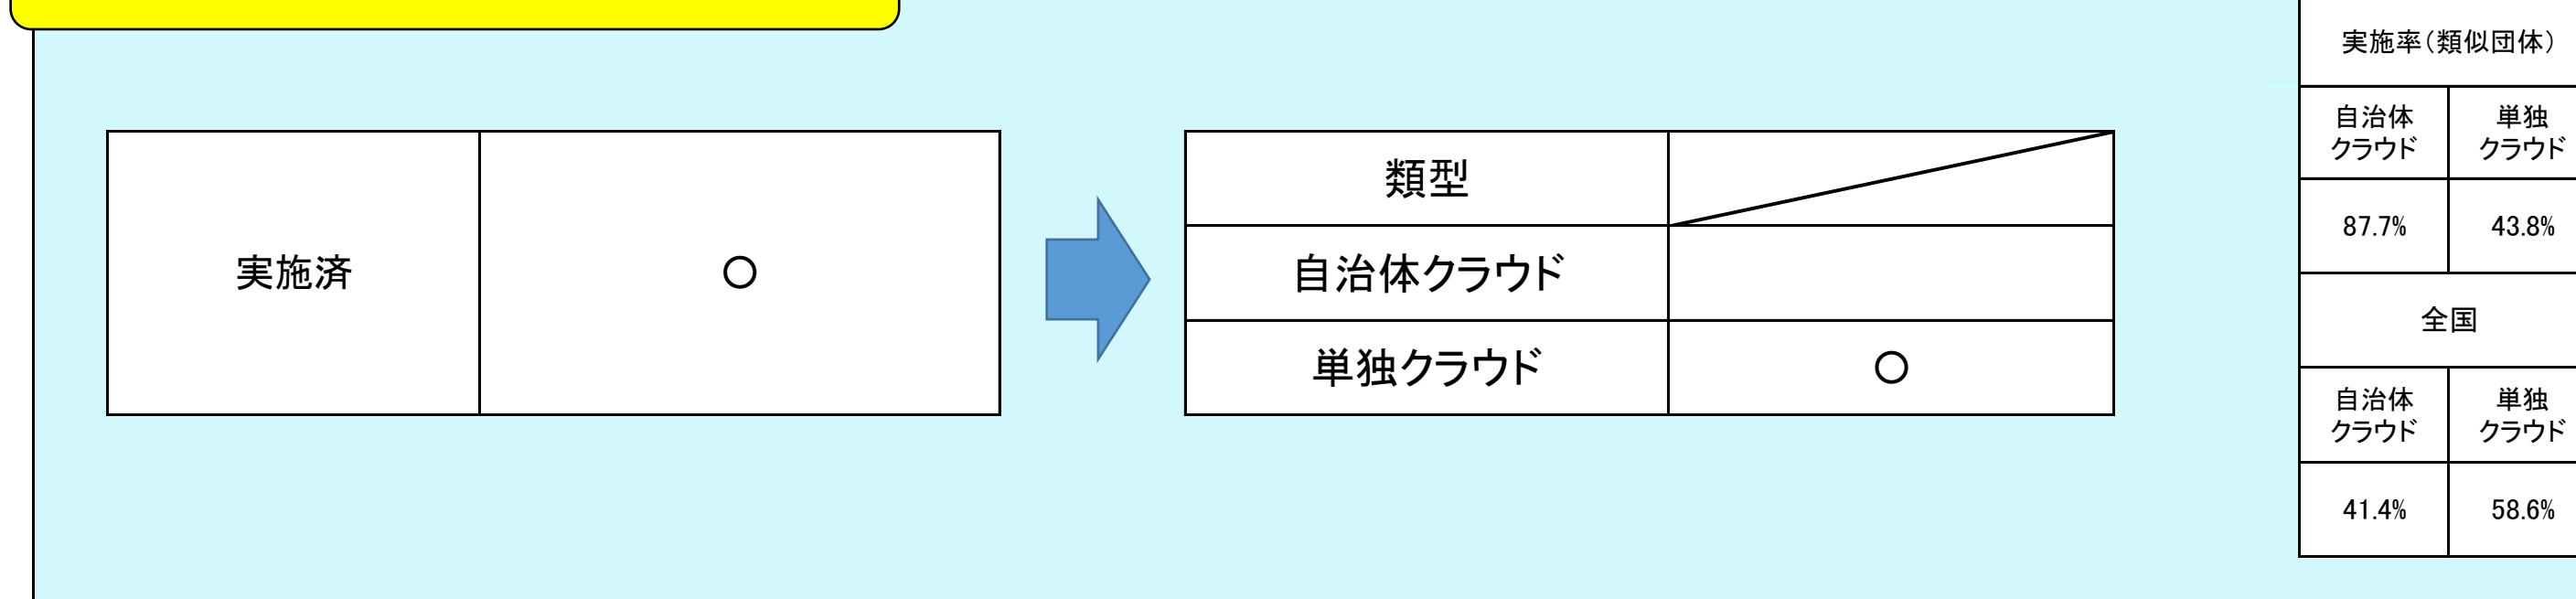 実施済 ○
類型
自治体クラウド
単独クラウド ○
実施率(類似団体)
自治体 単独
クラウド クラウド
87.7% 43.8%
全国
自治体 単独
クラウド クラウド
41.4% 58.6%